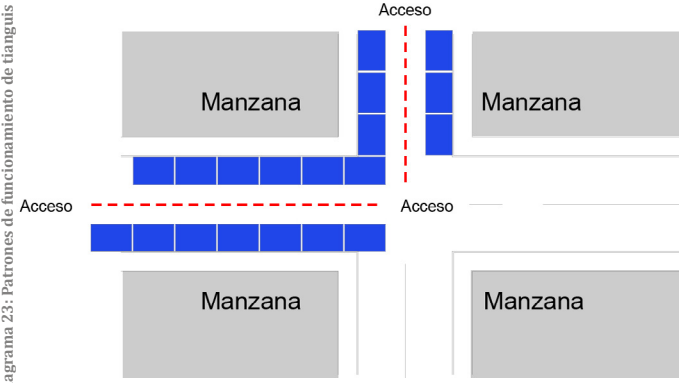 agrama 23: Patrones de funcionamiento de tianguis
Acceso
Manzana
Manzana
Acceso
Acceso
Manzana
Manzana